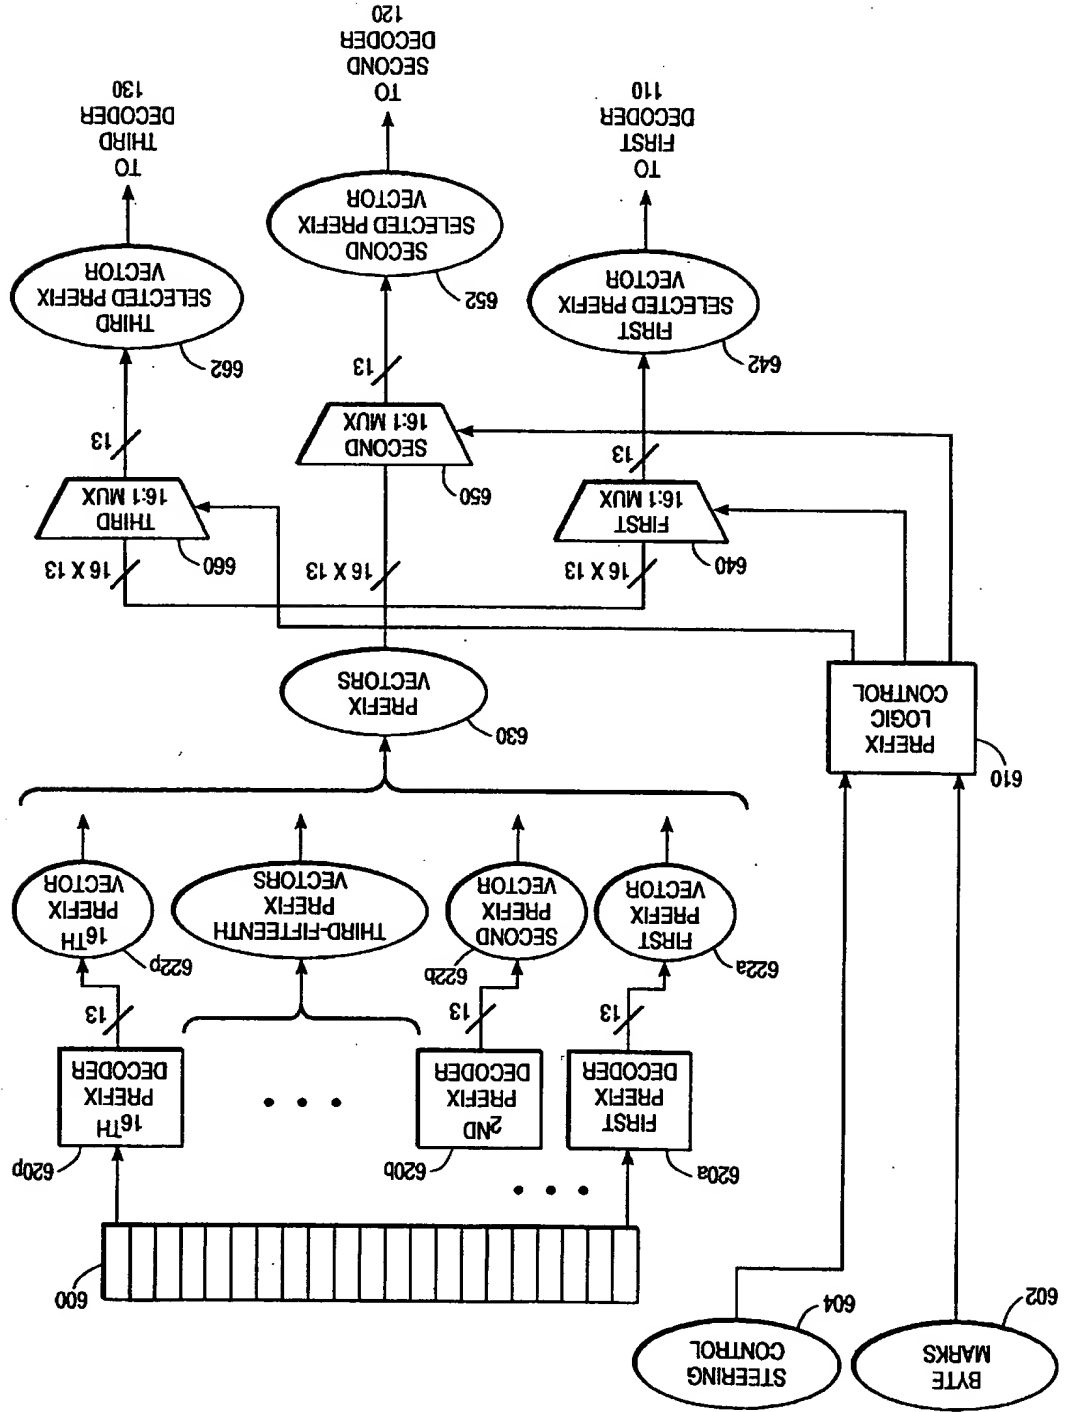 BYTE
MARKS
602
STEERING
CONTROL
604
600
620a
FIRST
PREFIX
DECODER
620b
2ND
PREFIX
DECODER
620p
16TH
PREFIX
DECODER
13
13
13
622a
FIRST
PREFIX
VECTOR
622b
SECOND
PREFIX
VECTOR
THIRD-FIFTEENTH
PREFIX
VECTORS
622p
16TH
PREFIX
VECTOR
610
PREFIX
LOGIC
CONTROL
630
PREFIX
VECTORS
16 X 13
16 X 13
16 X 13
640
FIRST
16:1 MUX
650
SECOND
16:1 MUX
660
THIRD
16:1 MUX
13
13
13
642
FIRST
SELECTED PREFIX
VECTOR
652
SECOND
SELECTED PREFIX
VECTOR
662
THIRD
SELECTED PREFIX
VECTOR
TO
FIRST
DECODER
110
TO
SECOND
DECODER
120
TO
THIRD
DECODER
130